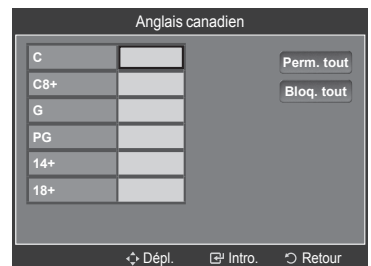 Anglais canadien
C
C8+
G
PG
14+
18+
Perm. tout
Bloq. tout
Dépl. Intro. Retour